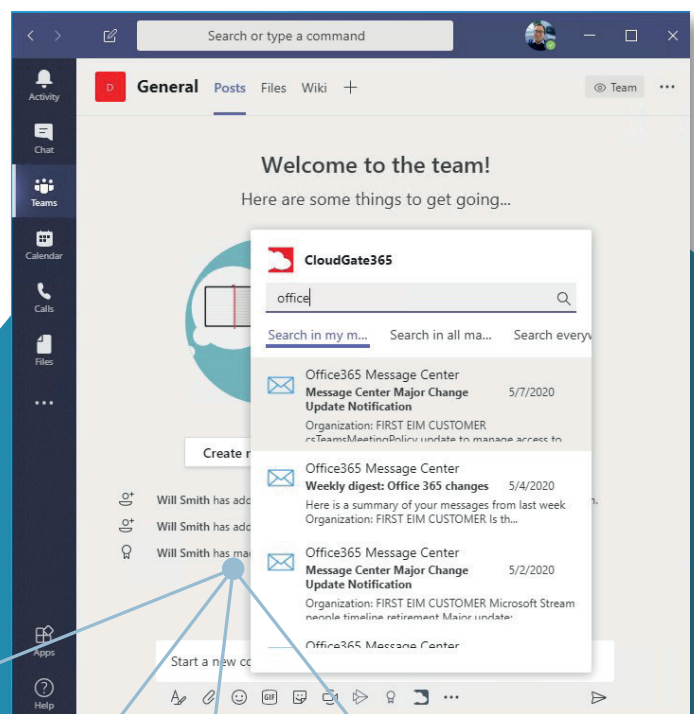 Search or type a command
Activity
Chat
Teams
Calendar
Calls
Files
Apps
Help
D
General Posts Files Wiki +
Team
Welcome to the team!
Here are some things to get going...
Create
Will Smith has
Will Smith has
Will Smith has
Start a new
GIF
CloudGate365
office
Search in my m... Search in all ma... Search
Office365 Message Center
Message Center Major Change 5/7/2020
Update Notification
Organization: FIRST EIM CUSTOMER
csTeamsMeetingPolicy update to manage access to
Office365 Message Center
Weekly digest: Office 365 changes 5/4/2020
Here is a summary of your messages from last week
Organization: FIRST EIM CUSTOMER Is th...
Office365 Message Center
Message Center Major Change 5/2/2020
Update Notification
Organization: FIRST EIM CUSTOMER Microsoft Stream
people timeline retirement Major update:
Office365 Message Center